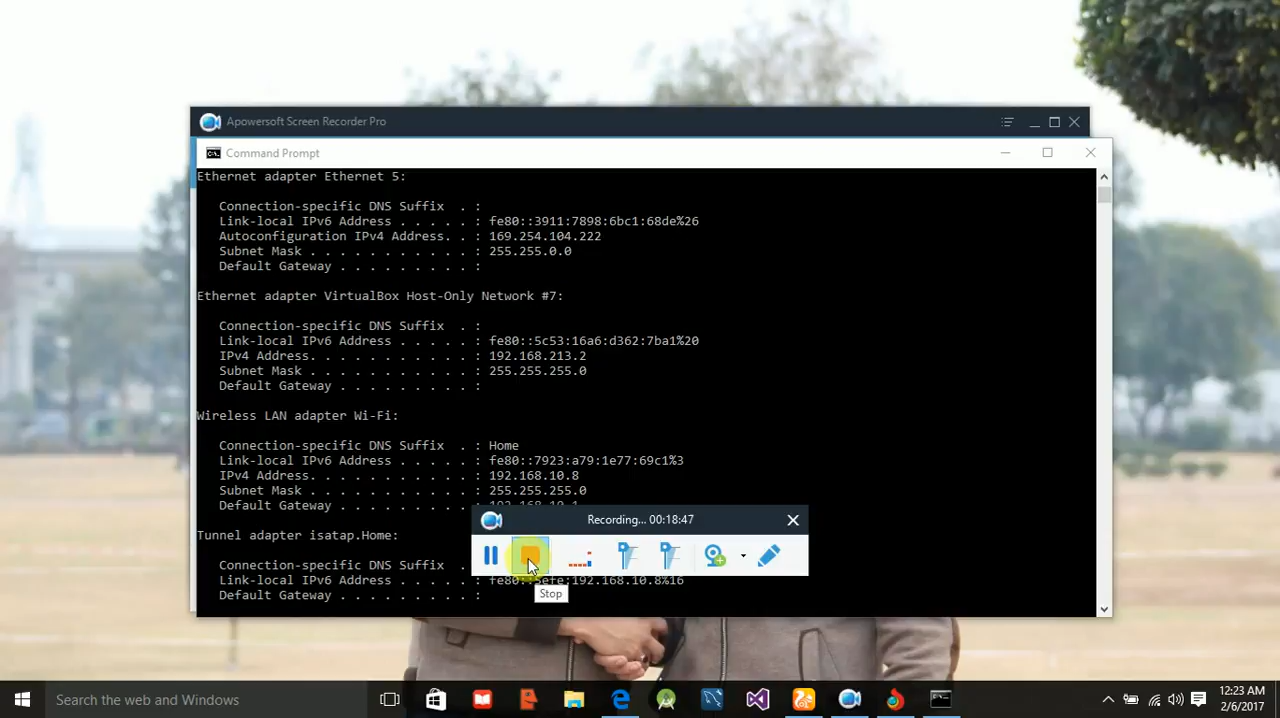 Apowersoft Screen Recorder Pro
Command Prompt
Ethernet adapter Ethernet 5:
Connection-specific DNS Suffix . :
Link-local IPv6 Address . . . . . : fe80::3911:7898:6bc1:68de%26
Autoconfiguration IPv4 Address. . : 169.254.104.222
Subnet Mask . . . . . . . . . . . : 255.255.0.0
Default Gateway . . . . . . . . . :
Ethernet adapter VirtualBox Host-Only Network #7:
Connection-specific DNS Suffix . :
Link-local IPv6 Address . . . . . : fe80::5c53:16a6:d362:7ba1%20
IPv4 Address. . . . . . . . . . . : 192.168.213.2
Subnet Mask . . . . . . . . . . . : 255.255.255.0
Default Gateway . . . . . . . . . :
Wireless LAN adapter Wi-Fi:
Connection-specific DNS Suffix . : Home
Link-local IPv6 Address . . . . . : fe80::7923:a79:1e77:69c1%3
IPv4 Address. . . . . . . . . . . : 192.168.10.8
Subnet Mask . . . . . . . . . . . : 255.255.255.0
Default Gateway . . . . . . . . . :
Recording... 00:18:47
Tunnel adapter isatap.Home:
Connection-specific DNS Suffix
Link-local IPv6 Address . . . . . : fe80::5efe:192.168.10.8%16
Default Gateway . . . . . . . . . :
Stop
Search the web and Windows
12:23 AM
2/6/2017